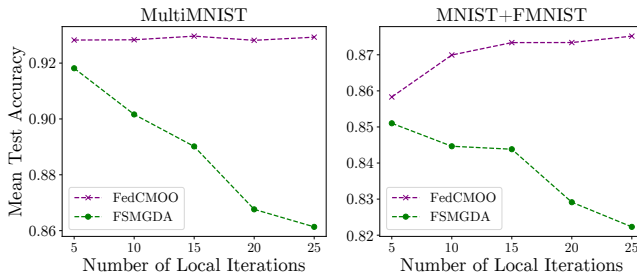 MultiMNIST
Mean Test Accuracy
0.92
0.90
0.88
0.86
FedCMOO
FSMGDA
5 10 15 20 25
Number of Local Iterations
MNIST+FMNIST
0.87
0.86
0.85
0.84
0.83
0.82
FedCMOO
FSMGDA
5 10 15 20 25
Number of Local Iterations